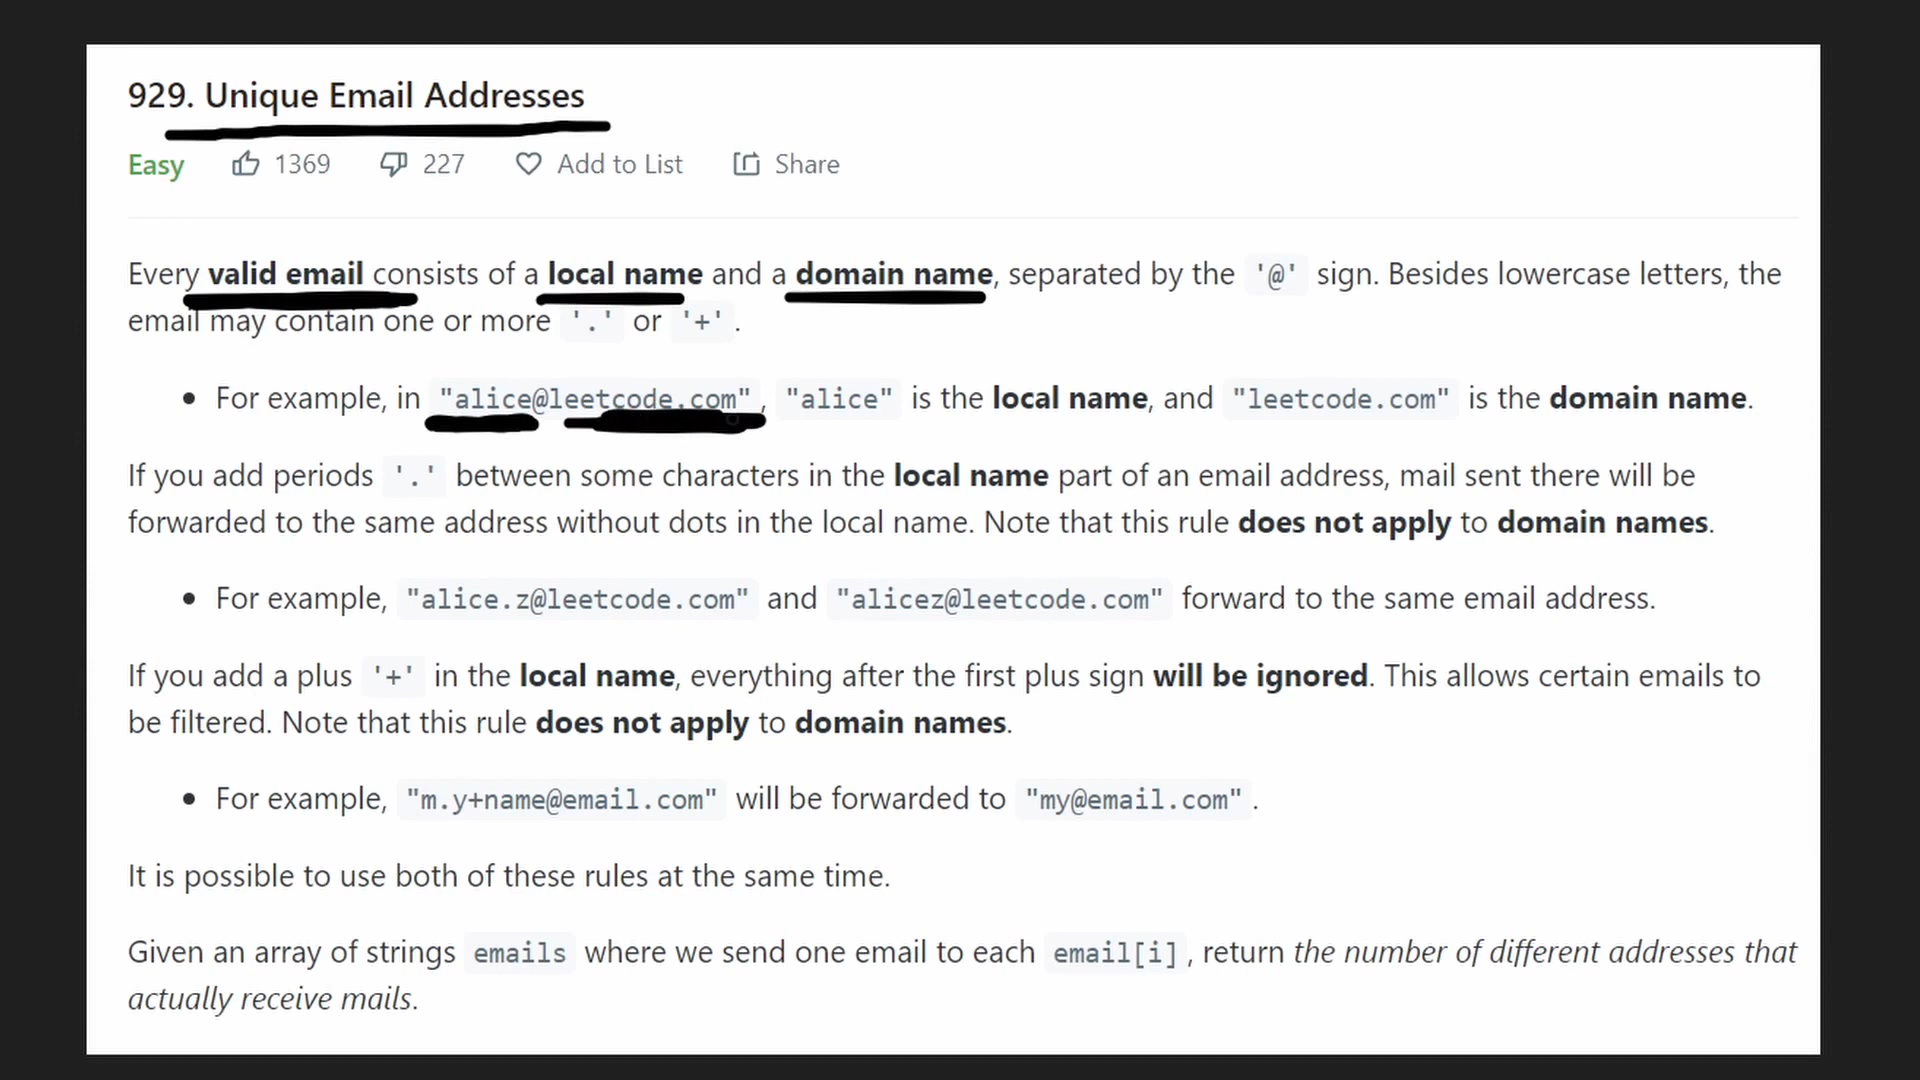 929. Unique Email Addresses
Easy 1369 227 Add to List Share
Every valid email consists of a local name and a domain name, separated by the '@' sign. Besides lowercase letters, the
email may contain one or more '.' or '+'.
• For example, in "alice@leetcode.com", "alice" is the local name, and "leetcode.com" is the domain name.
If you add periods '.' between some characters in the local name part of an email address, mail sent there will be
forwarded to the same address without dots in the local name. Note that this rule does not apply to domain names.
• For example, "alice.z@leetcode.com" and "alicez@leetcode.com" forward to the same email address.
If you add a plus '+' in the local name, everything after the first plus sign will be ignored. This allows certain emails to
be filtered. Note that this rule does not apply to domain names.
• For example, "m.y+name@email.com" will be forwarded to "my@email.com".
It is possible to use both of these rules at the same time.
Given an array of strings emails where we send one email to each email[i], return the number of different addresses that
actually receive mails.